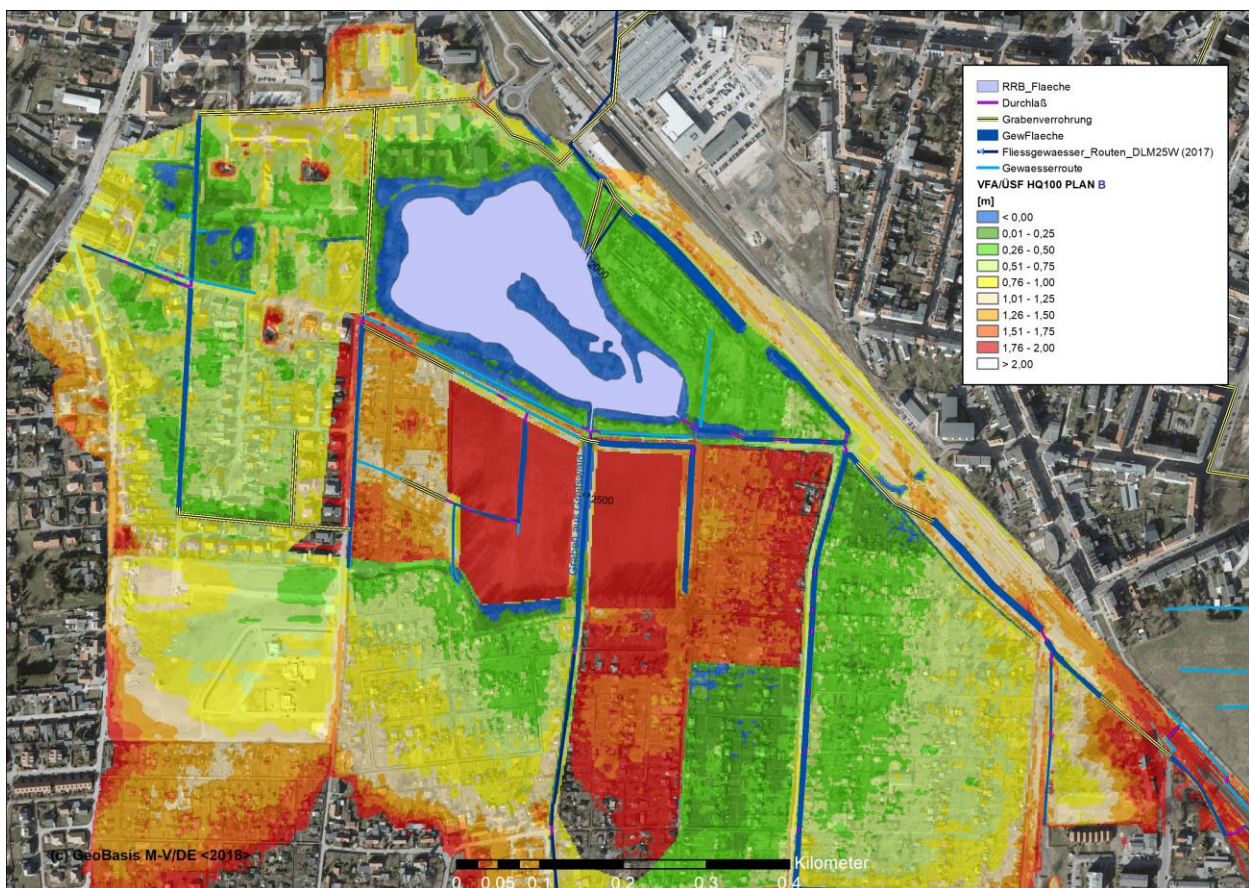 RRB_Flaeche
Durchlaß
Grabenverrohrung
GewFlaeche
Fliessgewaesser_Routen_DLM25W (2017)
Gewaesserroute
VFA/ÜSF HQ100 PLAN B
[m]
< 0,00
0,01 - 0,25
0,26 - 0,50
0,51 - 0,75
0,76 - 1,00
1,01 - 1,25
1,26 - 1,50
1,51 - 1,75
1,76 - 2,00
> 2,00
2000
2500
Graben aus Greifswald
(c) GeoBasis M-V/DE <2018>
Kilometer
0 0,05 0,1 0,2 0,3 0,4